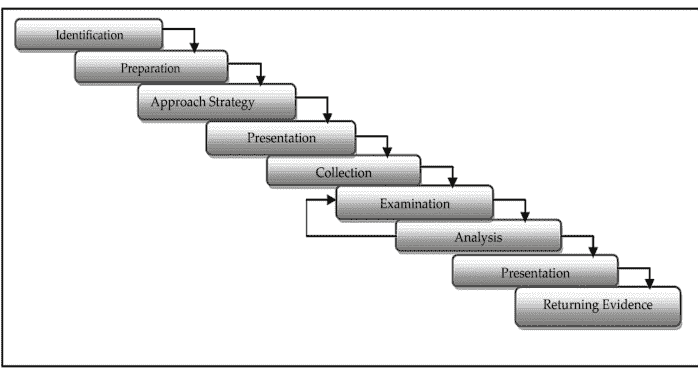 Identification
Preparation
Approach Strategy
Presentation
Collection
Examination
Analysis
Presentation
Returning Evidence